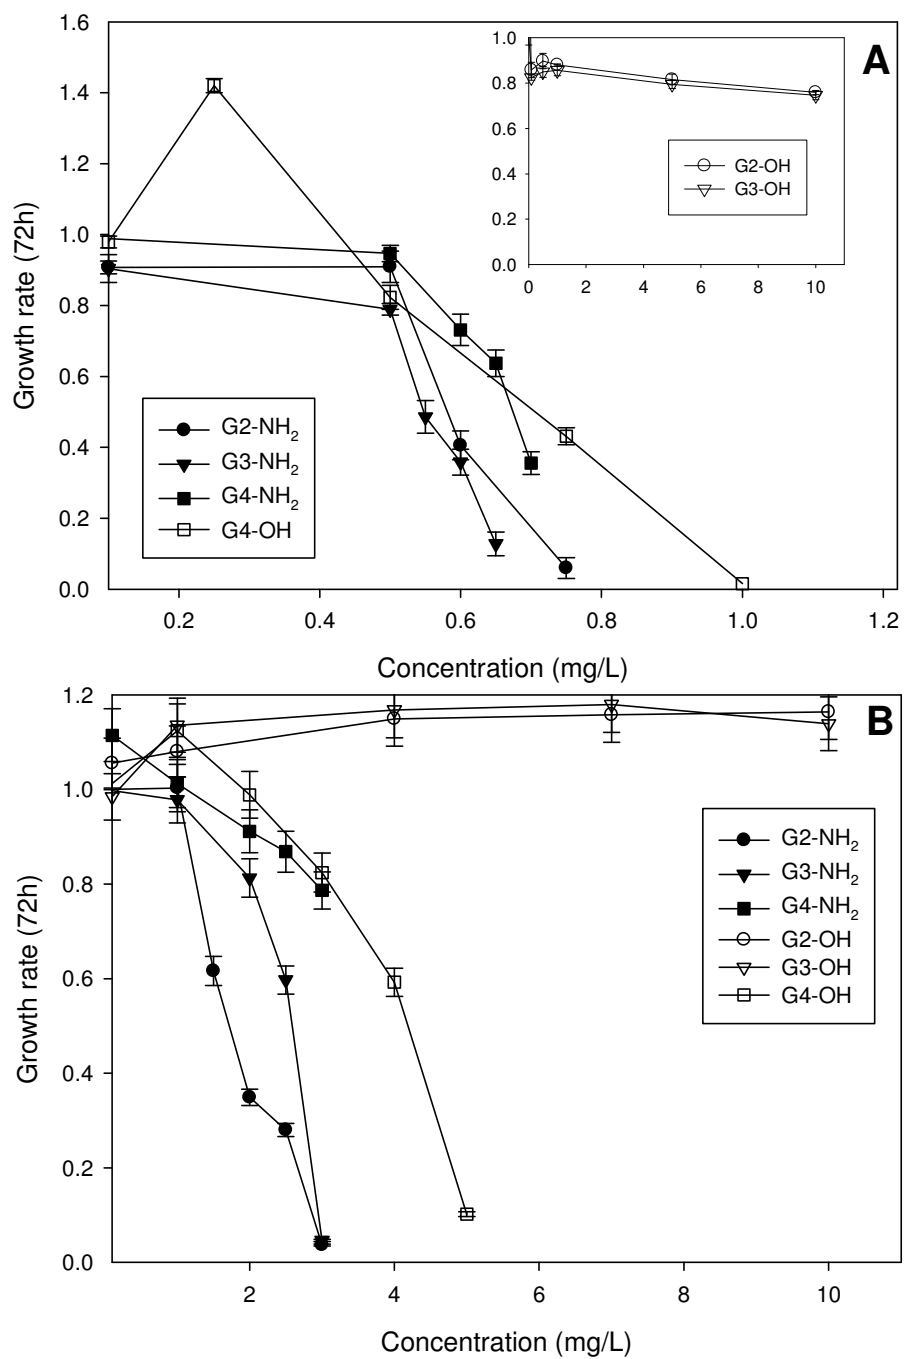 1.6
1.4
1.2
1.0
0.8
0.6
0.4
0.2
0.0
Growth rate (72h)
0.2 0.4 0.6 0.8 1.0 1.2
Concentration (mg/L)
A
G2-NH2
G3-NH2
G4-NH2
G4-OH
1.0
0.8
0.6
0.4
0.2
0.0
0 2 4 6 8 10
G2-OH
G3-OH
1.2
1.0
0.8
0.6
0.4
0.2
0.0
Growth rate (72h)
2 4 6 8 10
Concentration (mg/L)
B
G2-NH2
G3-NH2
G4-NH2
G2-OH
G3-OH
G4-OH